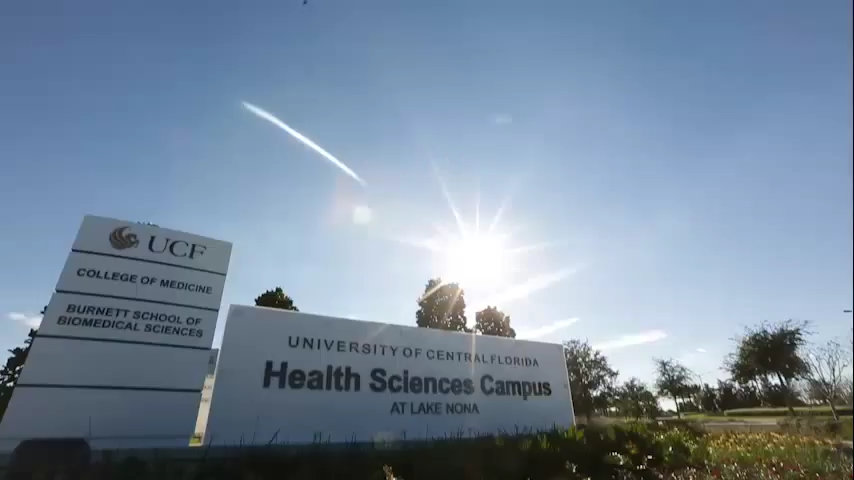 UCF
COLLEGE OF MEDICINE
BURNETT SCHOOL OF
BIOMEDICAL SCIENCES
UNIVERSITY OF CENTRAL FLORIDA
Health Sciences Campus
AT LAKE NONA